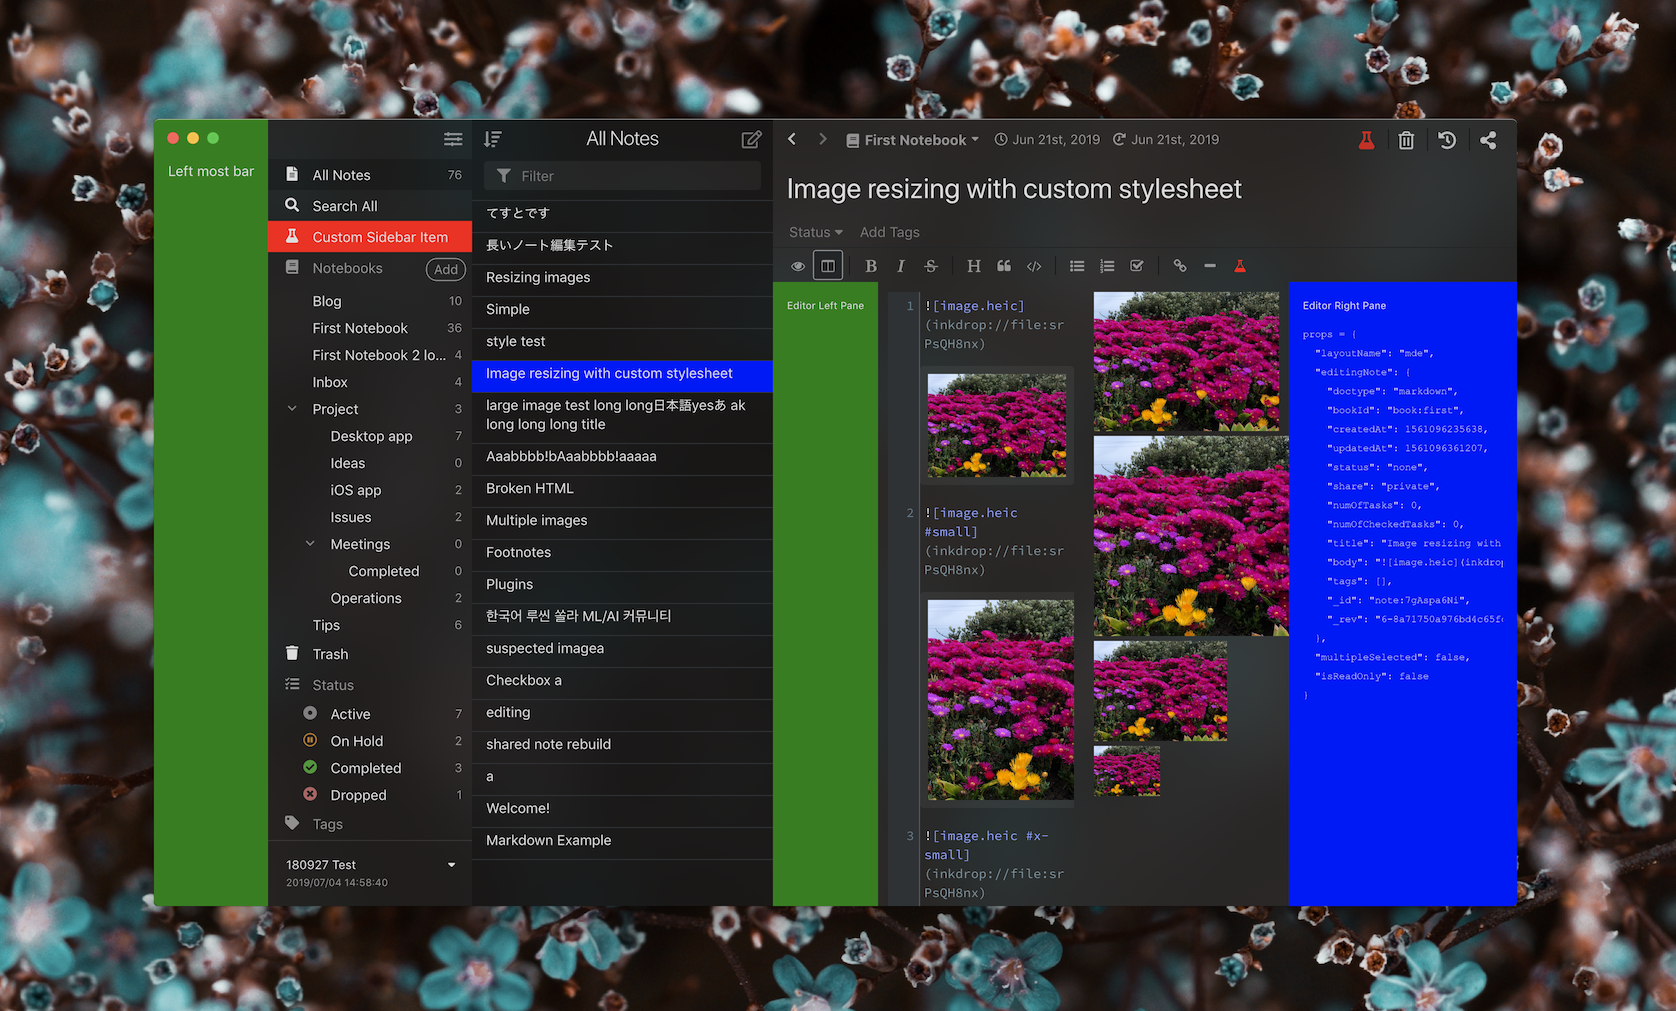 Left most bar
All Notes 76
Search All
Custom Sidebar Item
Notebooks Add
Blog 10
First Notebook 36
First Notebook 2 lo... 4
Inbox 4
Project 3
Desktop app 7
Ideas 0
iOS app 2
Issues 2
Meetings 0
Completed 0
Operations 2
Tips 6
Trash
Status
Active 7
On Hold 2
Completed 3
Dropped 1
Tags
180927 Test
2019/07/04 14:58:40
All Notes
Filter
てすとです
長いノート編集テスト
Resizing images
Simple
style test
Image resizing with custom stylesheet
large image test long long日本語yesあ ak
long long long title
Aaabbbb!bAaabbbb!aaaaa
Broken HTML
Multiple images
Footnotes
Plugins
한국어 루씬 쏠라 ML/AI 커뮤니티
suspected imagea
Checkbox a
editing
shared note rebuild
a
Welcome!
Markdown Example
First Notebook Jun 21st, 2019 Jun 21st, 2019
Image resizing with custom stylesheet
Status Add Tags
B I S H
Editor Left Pane
1 ![image.heic]
(inkdrop://file:sr
PsQH8nx)
2 ![image.heic
#small]
(inkdrop://file:sr
PsQH8nx)
3 ![image.heic #x-
small]
(inkdrop://file:sr
PsQH8nx)
Editor Right Pane
props = {
"layoutName": "mde",
"editingNote": {
"doctype": "markdown",
"bookId": "book:first",
"createdAt": 1561096235638,
"updatedAt": 1561096361207,
"status": "none",
"share": "private",
"numOfTasks": 0,
"numOfCheckedTasks": 0,
"title": "Image resizing with
"body": "![image.heic](inkdrop
"tags": [],
"_id": "note:7gAspa6Ni",
"_rev": "6-8a71750a976bd4c65f
},
"multipleSelected": false,
"isReadOnly": false
}